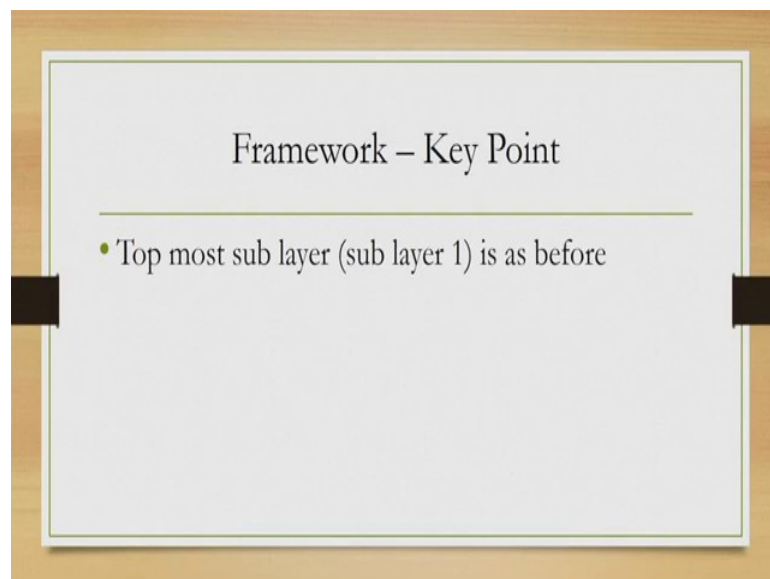 Framework – Key Point
• Top most sub layer (sub layer 1) is as before